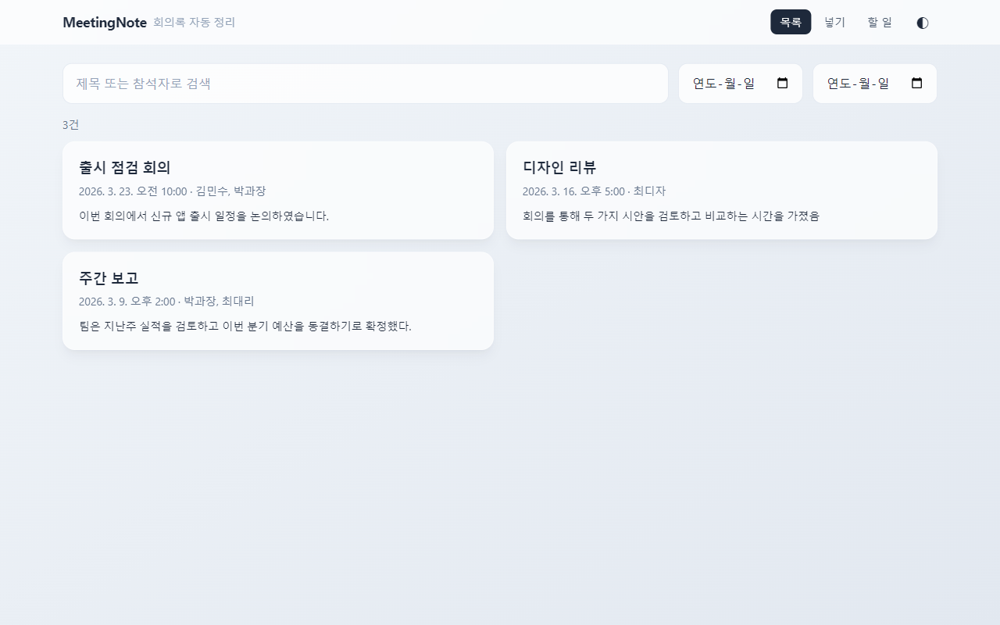 MeetingNote 회의록 자동 정리
목록 넣기 할 일
제목 또는 참석자로 검색
연도-월-일 연도-월-일
3건
출시 점검 회의
2026. 3. 23. 오전 10:00 · 김민수, 박과장
이번 회의에서 신규 앱 출시 일정을 논의하였습니다.
디자인 리뷰
2026. 3. 16. 오후 5:00 · 최디자
회의를 통해 두 가지 시안을 검토하고 비교하는 시간을 가졌음
주간 보고
2026. 3. 9. 오후 2:00 · 박과장, 최대리
팀은 지난주 실적을 검토하고 이번 분기 예산을 동결하기로 확정했다.